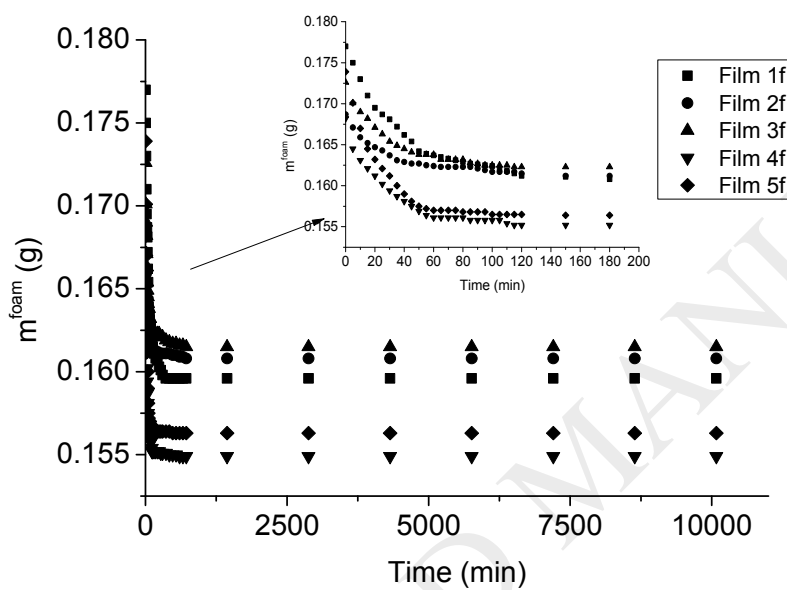 0.180
0.175
0.170
0.165
0.160
0.155
0 2500 5000 7500 10000
Time (min)
m^foam (g)
0.180
0.175
0.170
0.165
0.160
0.155
0 20 40 60 80 100 120 140 160 180 200
Time (min)
m^foam (g)
Film 1f
Film 2f
Film 3f
Film 4f
Film 5f
D MANU